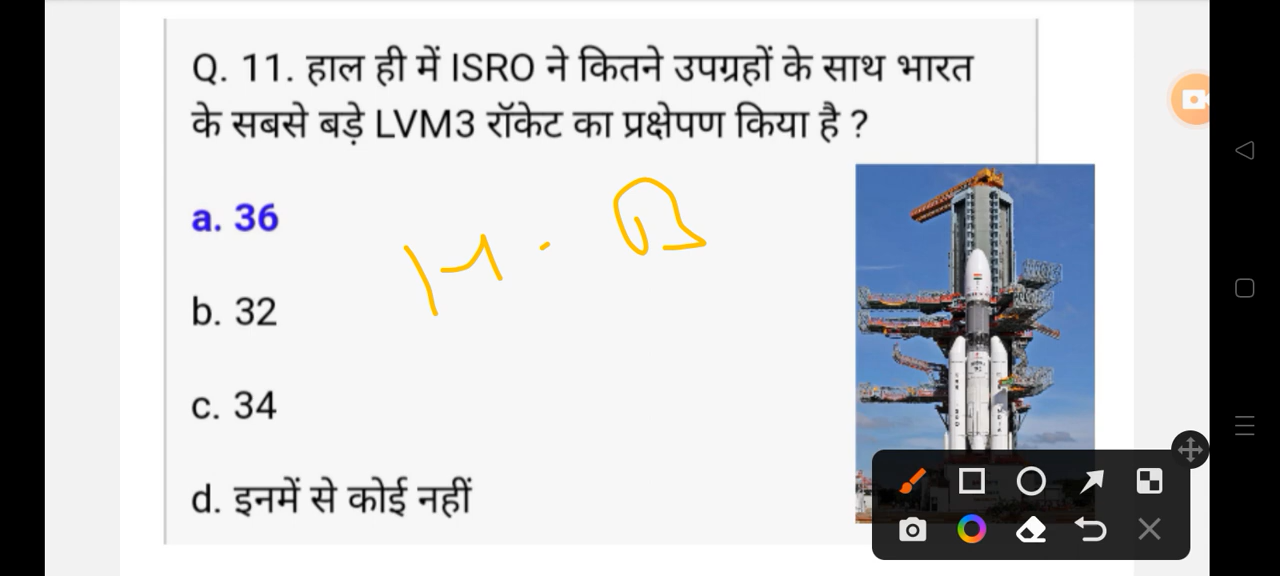 Q. 11. हाल ही में ISRO ने कितने उपग्रहों के साथ भारत
के सबसे बड़े LVM3 रॉकेट का प्रक्षेपण किया है ?
a. 36
b. 32
c. 34
d. इनमें से कोई नहीं